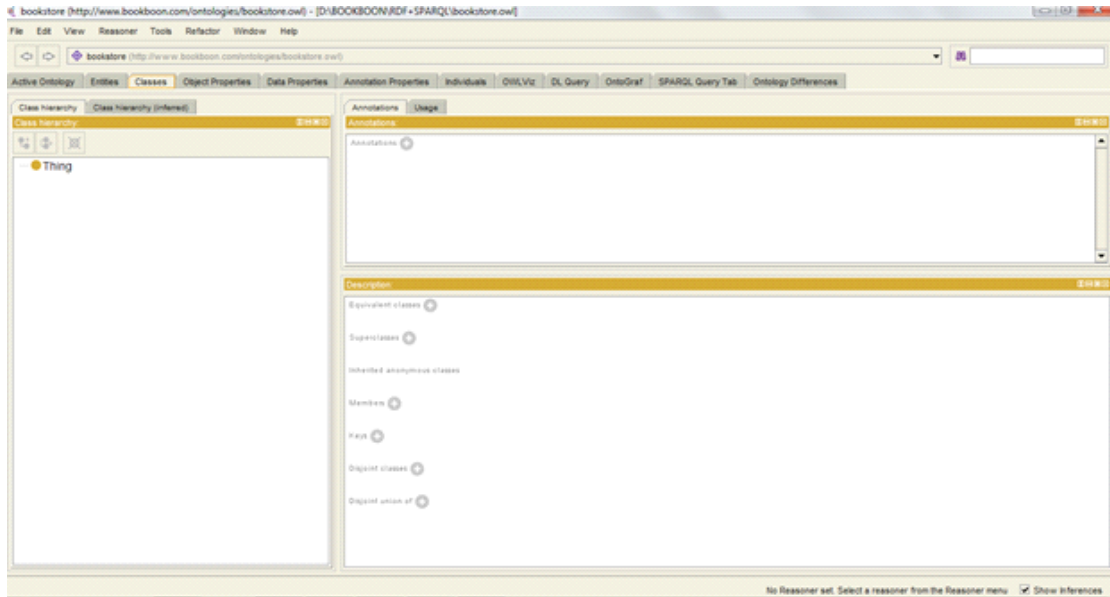 bookstore (http://www.bookboon.com/ontologies/bookstore.owl) - [D:\BOOKBOON\RDF+SPARQL\bookstore.owl]
File Edit View Reasoner Tools Refactor Window Help
bookstore (http://www.bookboon.com/ontologies/bookstore.owl)
Active Ontology Entities Classes Object Properties Data Properties Annotation Properties Individuals OWLViz DL Query OntoGraf SPARQL Query Tab Ontology Differences
Class hierarchy Class hierarchy (inferred)
Class hierarchy:
Thing
Annotations Usage
Annotations:
Annotations
Description:
Equivalent classes
Superclasses
Inherited anonymous classes
Members
Keys
Disjoint classes
Disjoint union of
No Reasoner set. Select a reasoner from the Reasoner menu Show Inferences